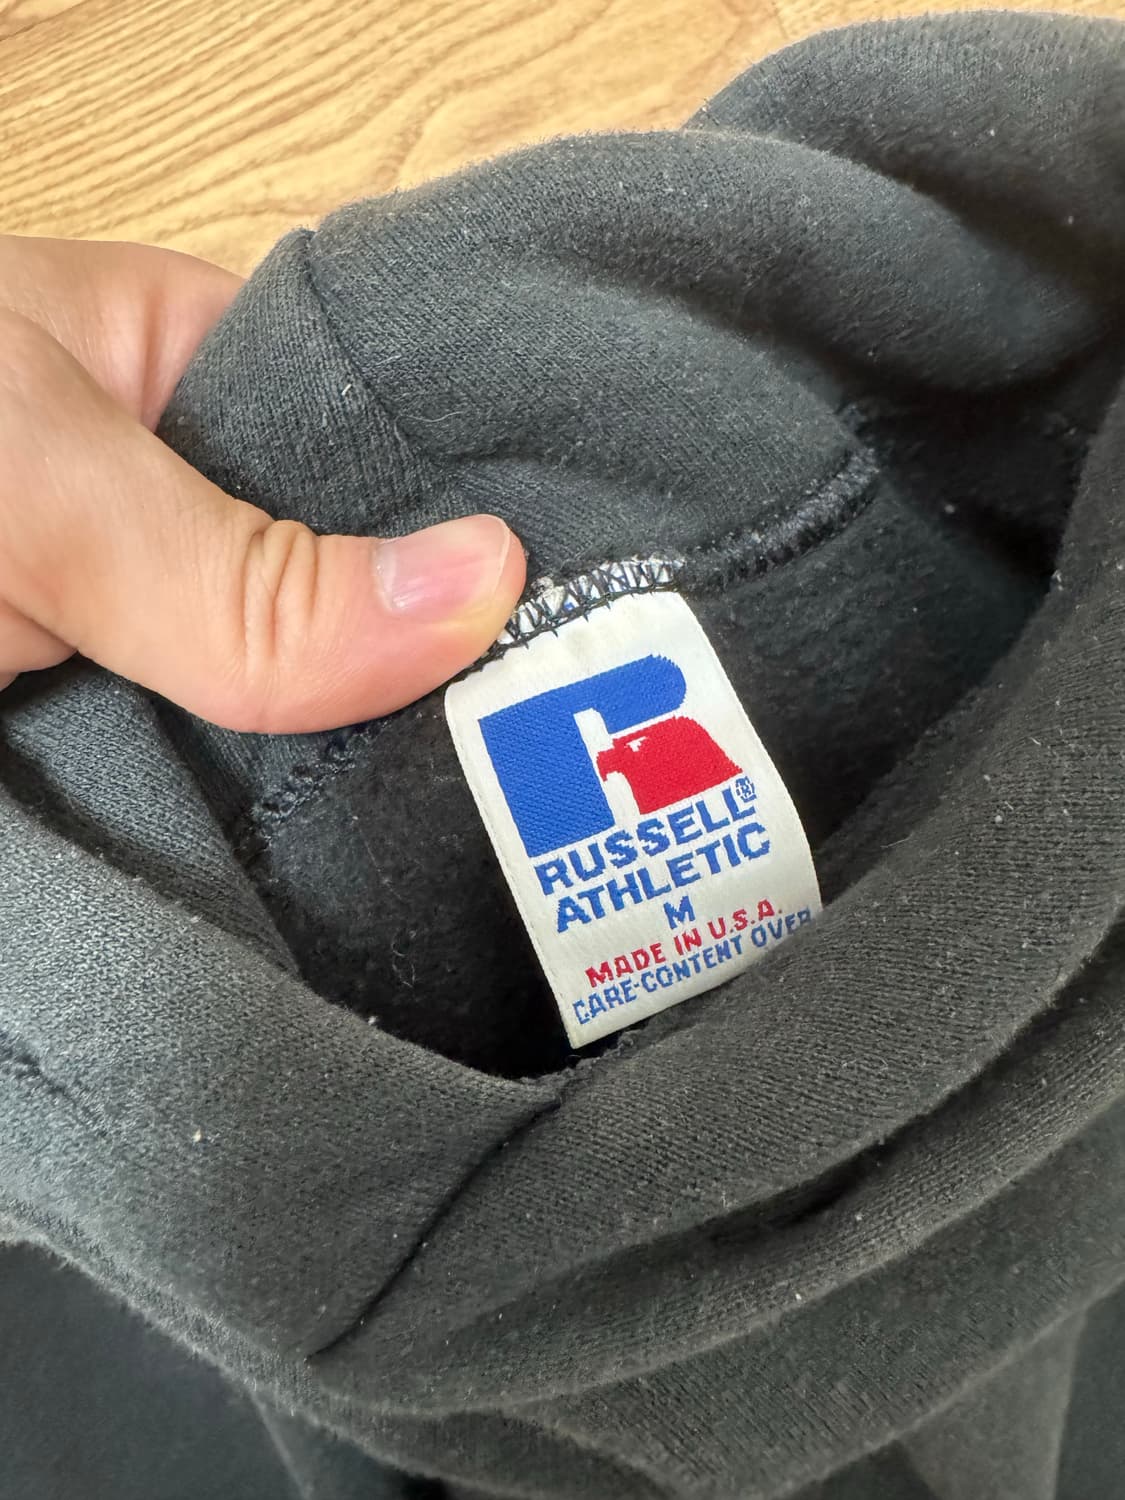 RUSSELL®
ATHLETIC
M
MADE IN U.S.A.
CARE-CONTENT OVER